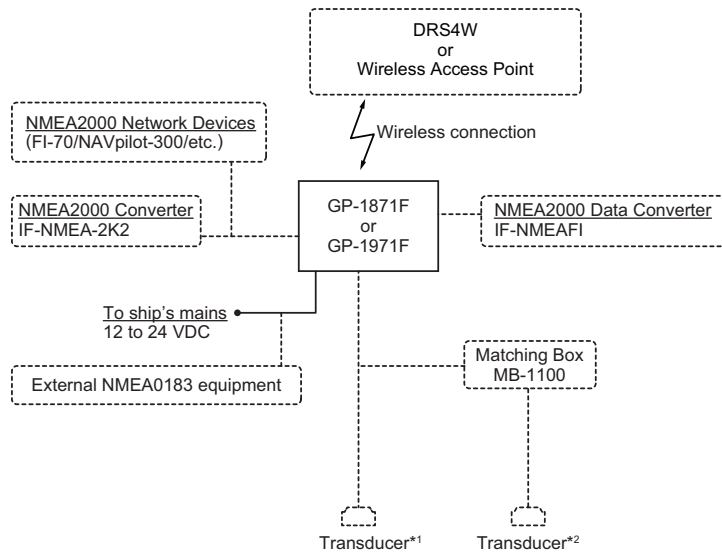 DRS4W
or
Wireless Access Point
Wireless connection
NMEA2000 Network Devices
(FI-70/NAVpilot-300/etc.)
NMEA2000 Converter
IF-NMEA-2K2
GP-1871F
or
GP-1971F
NMEA2000 Data Converter
IF-NMEAFI
To ship's mains
12 to 24 VDC
External NMEA0183 equipment
Matching Box
MB-1100
Transducer*1
Transducer*2